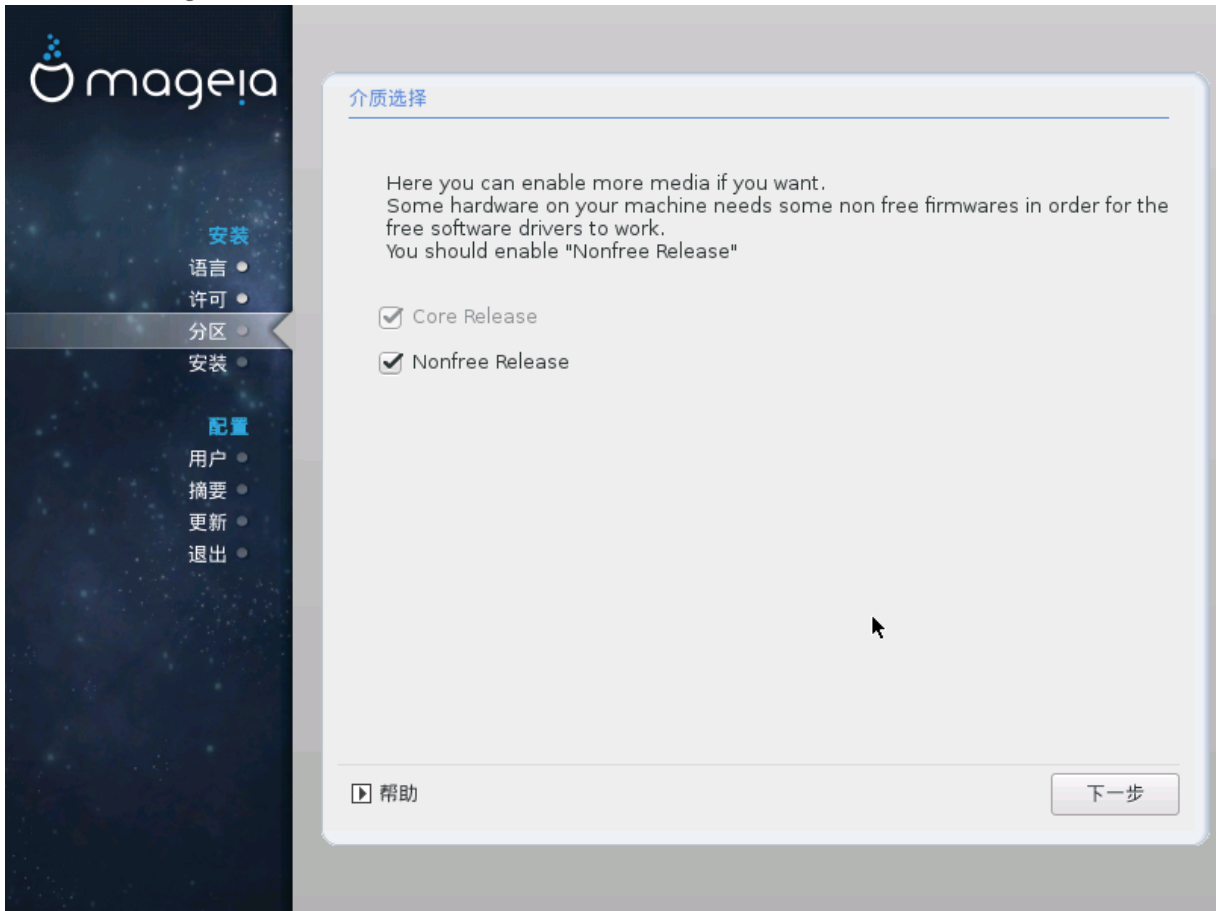 mageia
安装
语言
许可
分区
安装
配置
用户
摘要
更新
退出
介质选择
Here you can enable more media if you want.
Some hardware on your machine needs some non free firmwares in order for the
free software drivers to work.
You should enable "Nonfree Release"
Core Release
Nonfree Release
帮助
下一步